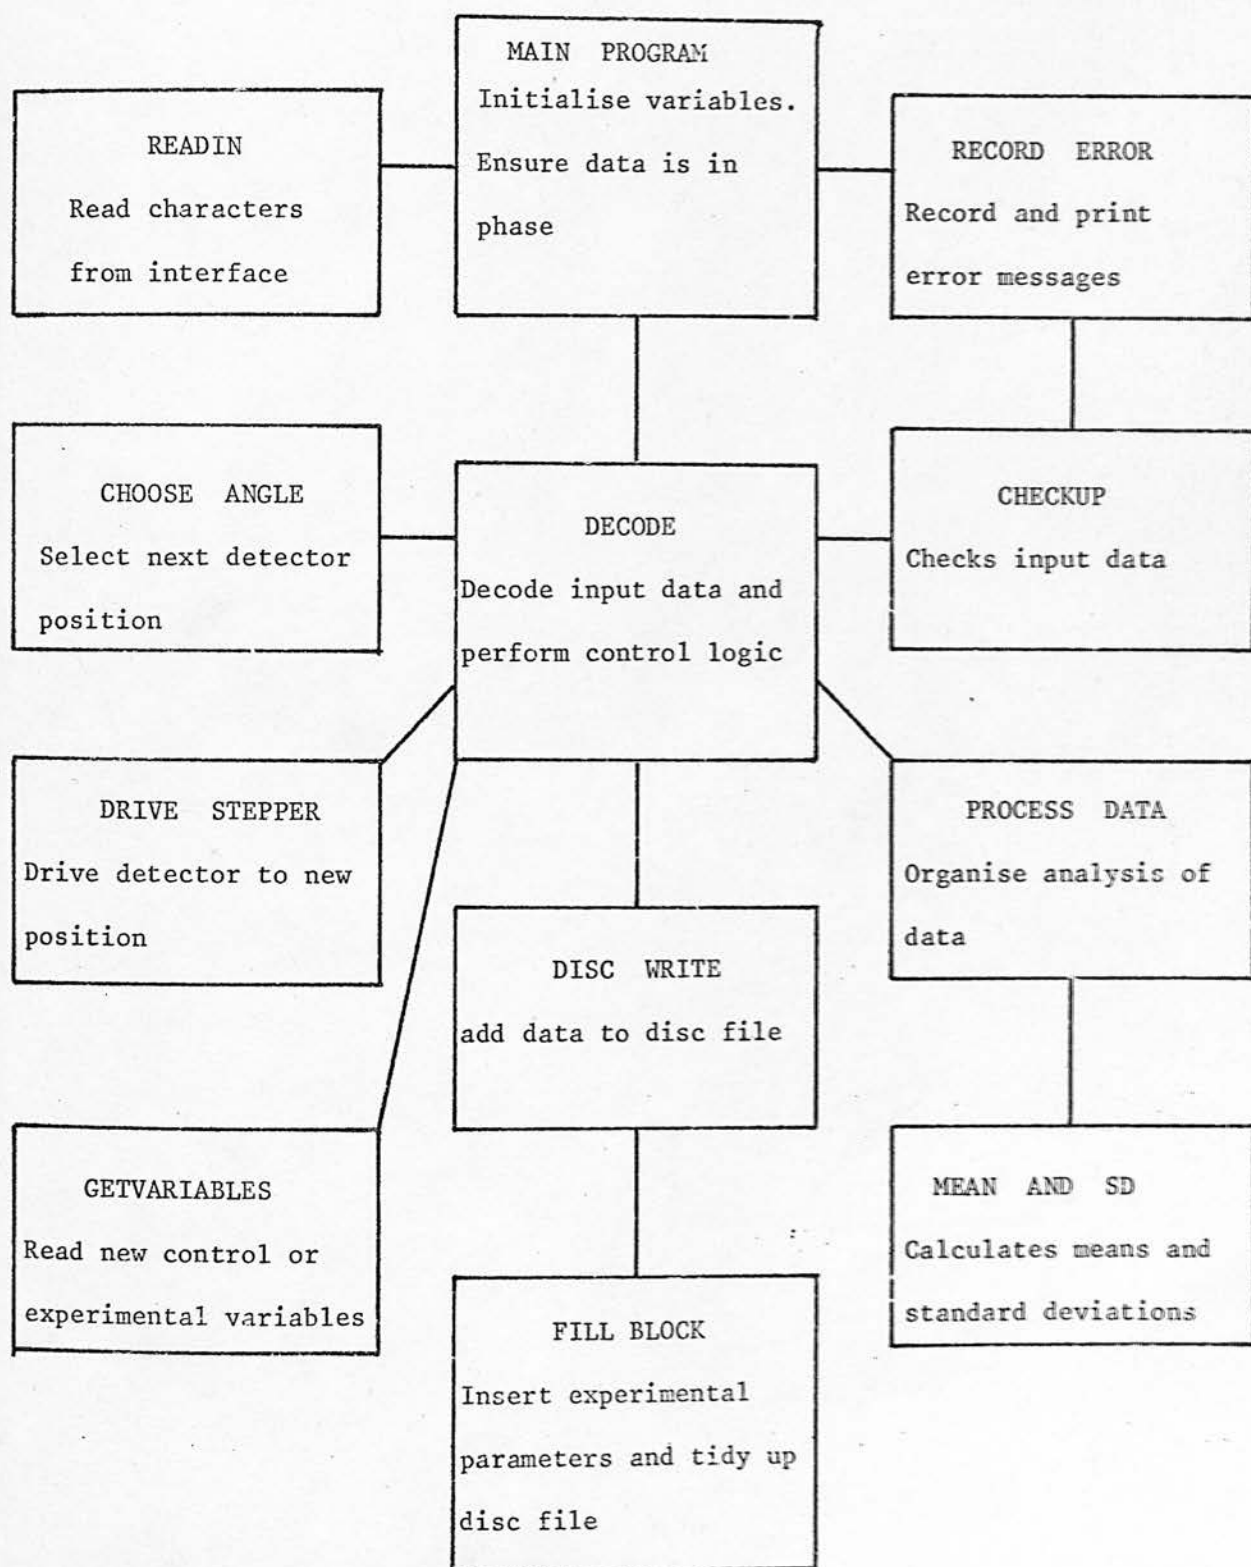 MAIN PROGRAM
Initialise variables.
Ensure data is in
phase
READIN
Read characters
from interface
RECORD ERROR
Record and print
error messages
CHOOSE ANGLE
Select next detector
position
DECODE
Decode input data and
perform control logic
CHECKUP
Checks input data
DRIVE STEPPER
Drive detector to new
position
PROCESS DATA
Organise analysis of
data
DISC WRITE
add data to disc file
GETVARIABLES
Read new control or
experimental variables
MEAN AND SD
Calculates means and
standard deviations
FILL BLOCK
Insert experimental
parameters and tidy up
disc file